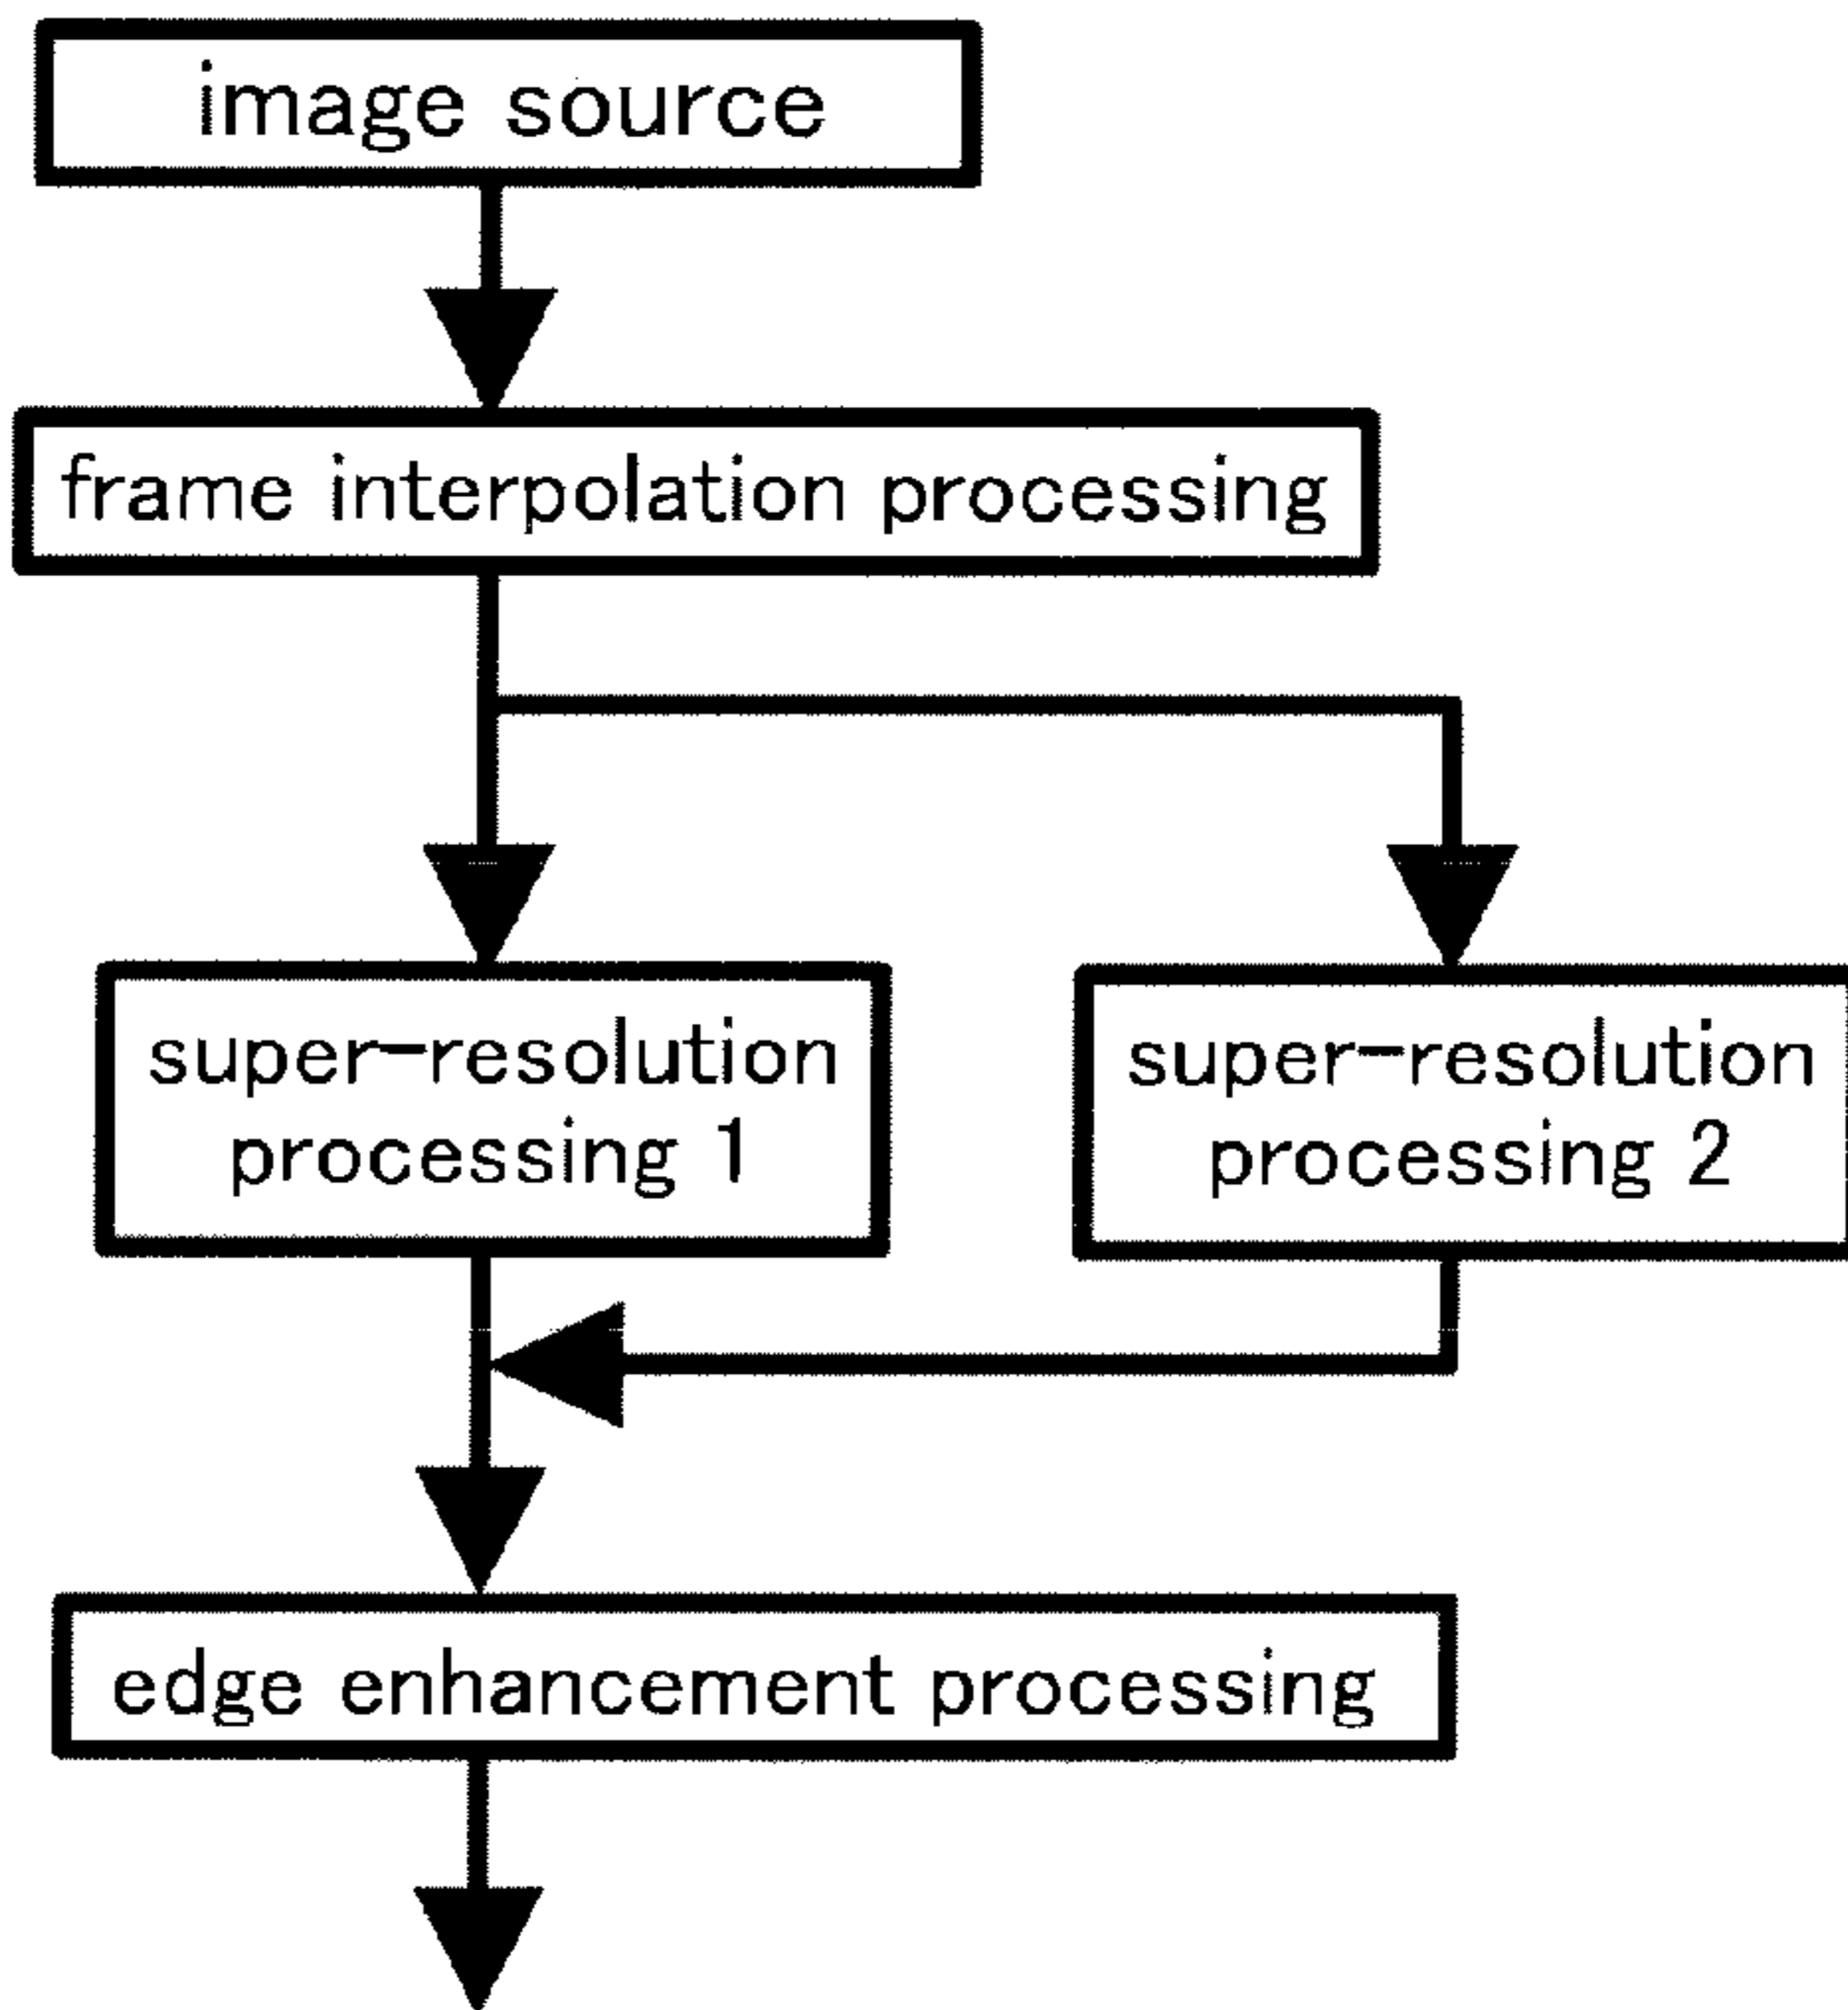 image source
frame interpolation processing
super-resolution
processing 1
super-resolution
processing 2
edge enhancement processing